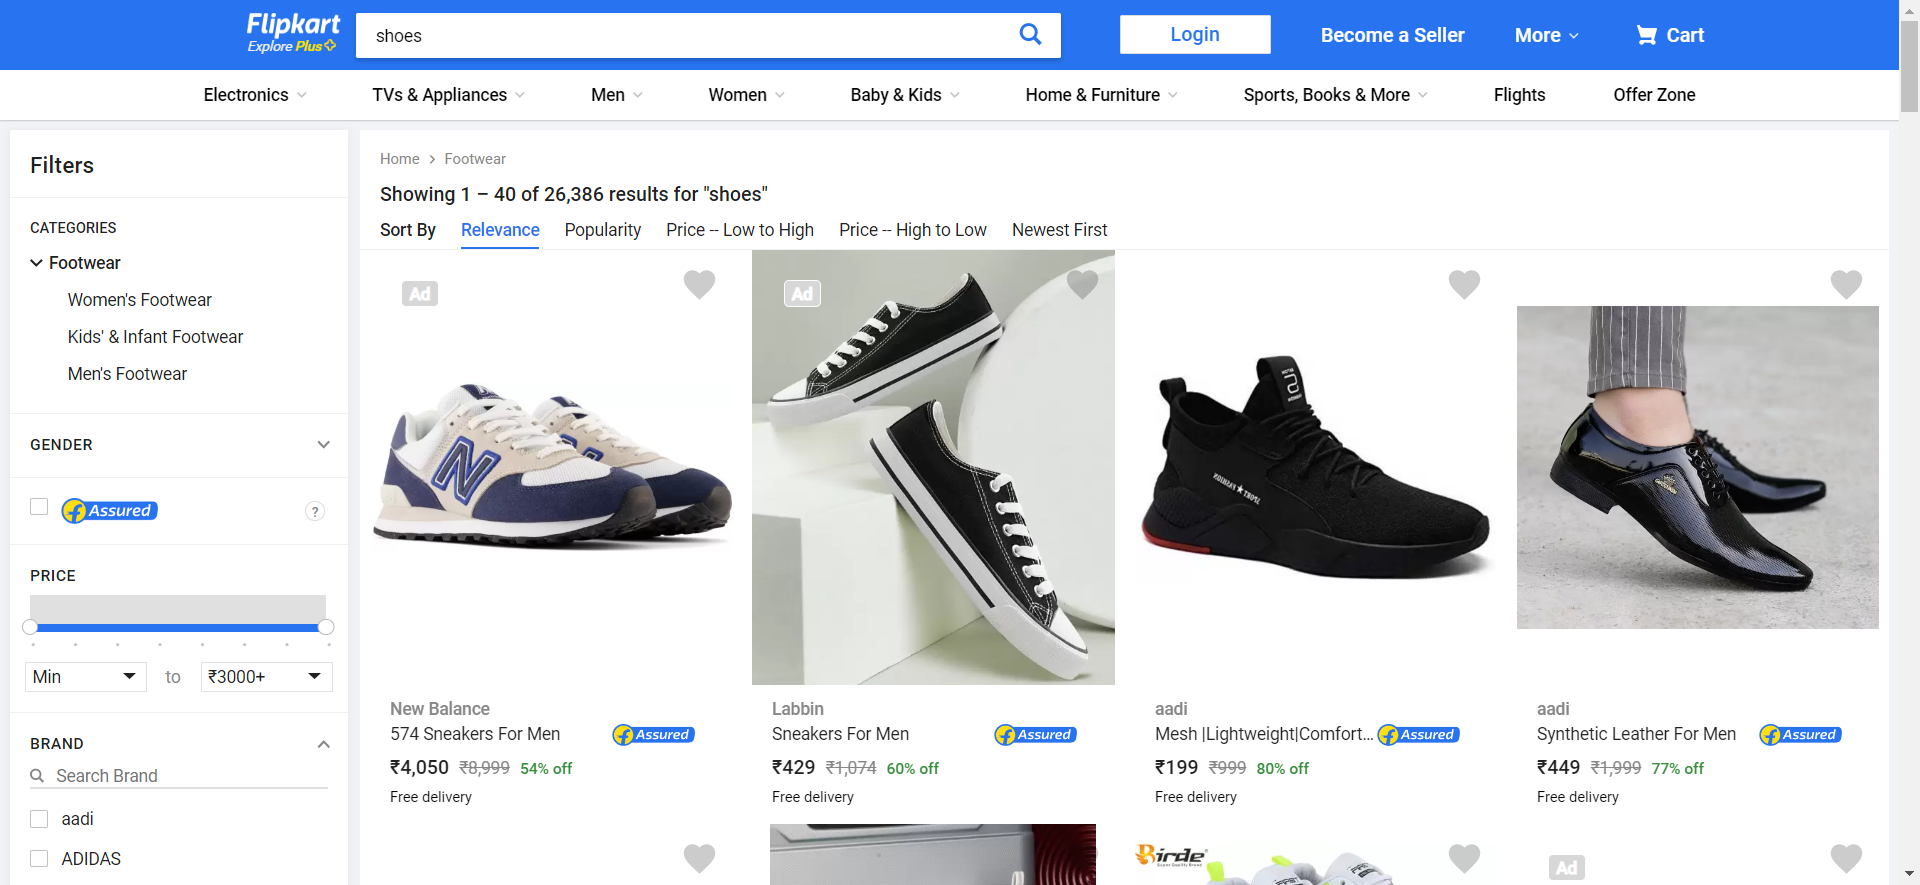 Flipkart
Explore Plus
shoes
Login
Become a Seller
More
Cart
Electronics
TVs & Appliances
Men
Women
Baby & Kids
Home & Furniture
Sports, Books & More
Flights
Offer Zone
Filters
CATEGORIES
Footwear
Women's Footwear
Kids' & Infant Footwear
Men's Footwear
GENDER
Assured
?
PRICE
Min
to
₹3000+
BRAND
Search Brand
aadi
ADIDAS
Home
Footwear
Showing 1 – 40 of 26,386 results for "shoes"
Sort By
Relevance
Popularity
Price -- Low to High
Price -- High to Low
Newest First
Ad
N
New Balance
574 Sneakers For Men
Assured
₹4,050 ₹8,999 54% off
Free delivery
Ad
Labbin
Sneakers For Men
Assured
₹429 ₹1,074 60% off
Free delivery
aadi
Mesh |Lightweight|Comfort...
Assured
₹199 ₹999 80% off
Free delivery
aadi
Synthetic Leather For Men
Assured
₹449 ₹1,999 77% off
Free delivery
Birde
Ad